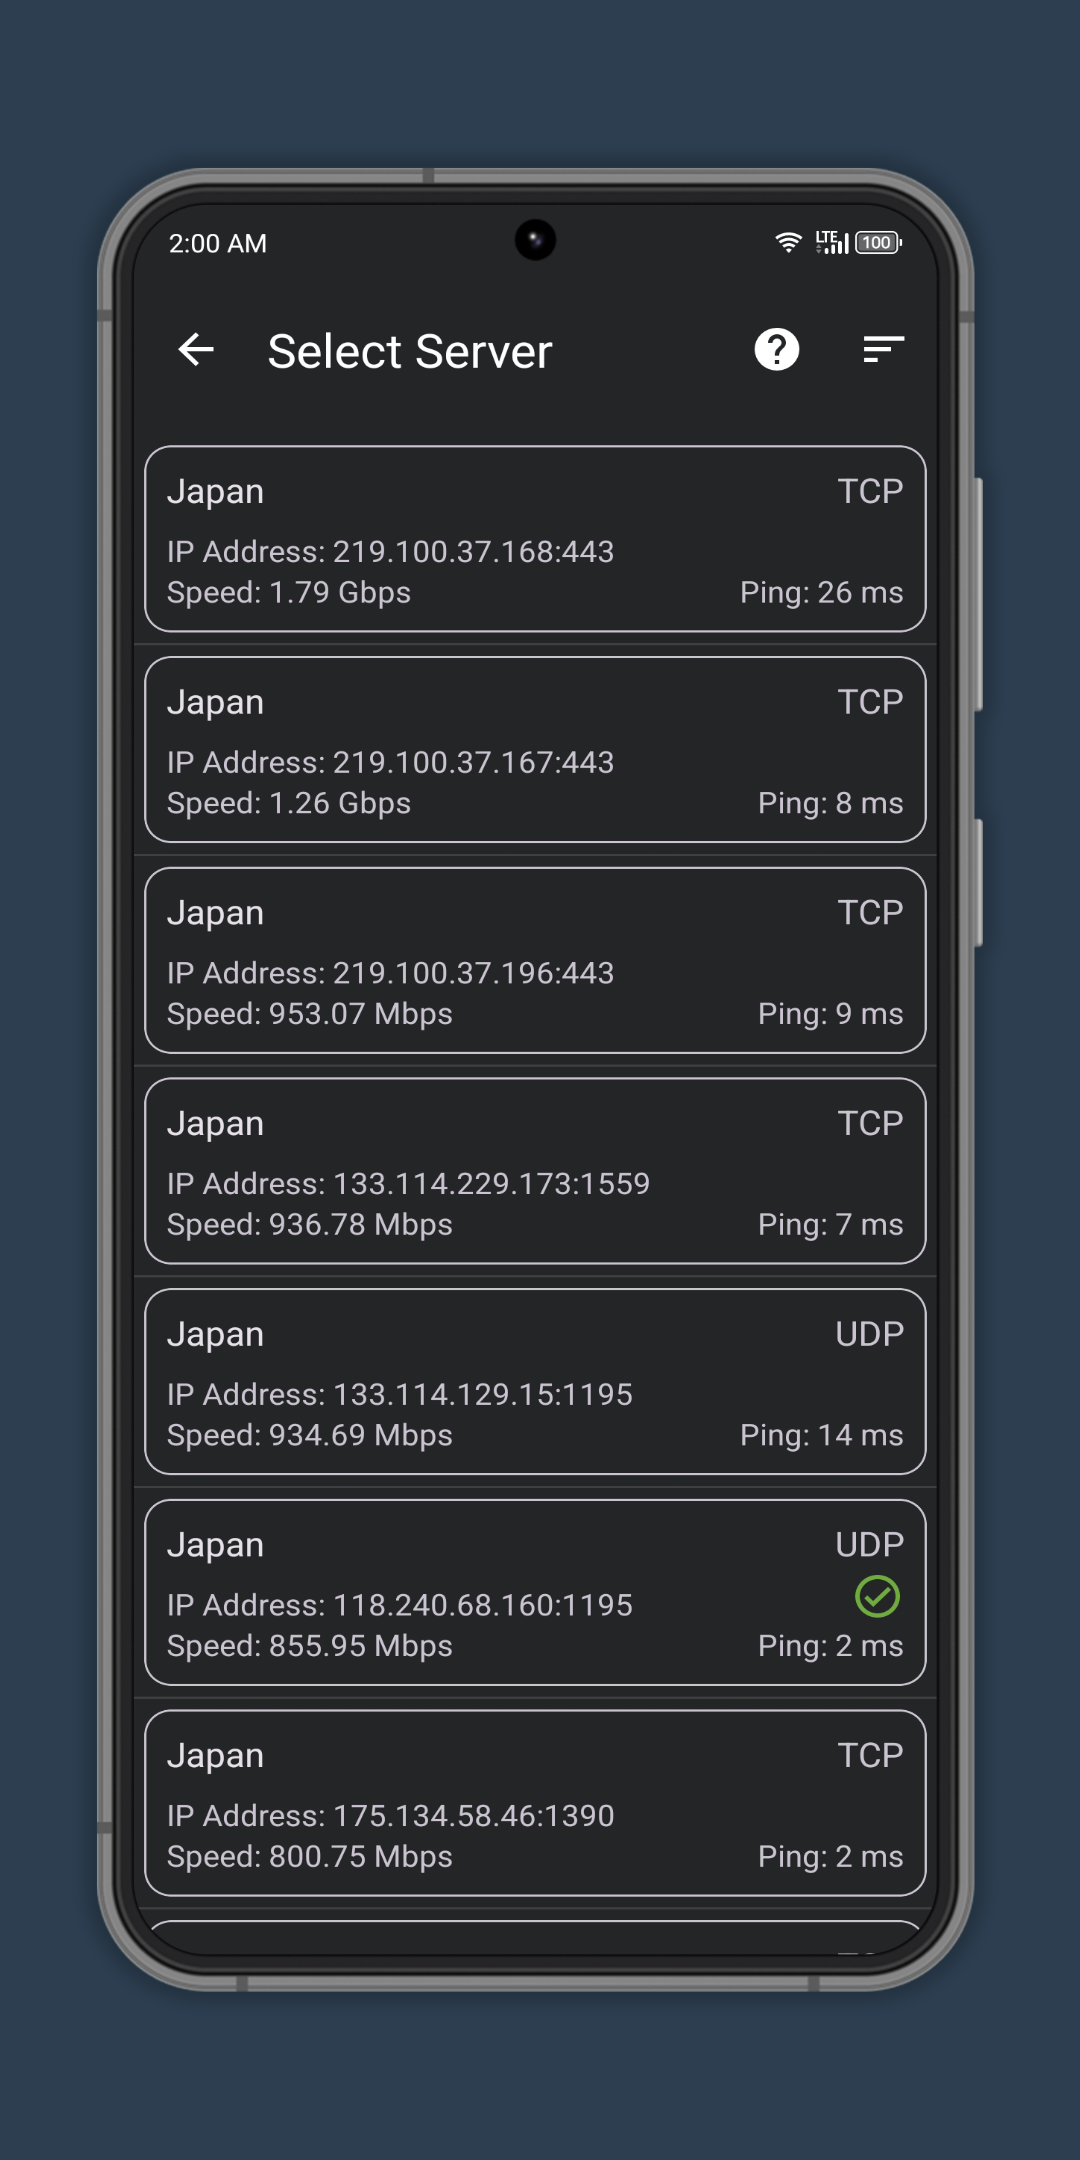 2:00 AM
LTE
100
Select Server
Japan
TCP
IP Address: 219.100.37.168:443
Speed: 1.79 Gbps
Ping: 26 ms
Japan
TCP
IP Address: 219.100.37.167:443
Speed: 1.26 Gbps
Ping: 8 ms
Japan
TCP
IP Address: 219.100.37.196:443
Speed: 953.07 Mbps
Ping: 9 ms
Japan
TCP
IP Address: 133.114.229.173:1559
Speed: 936.78 Mbps
Ping: 7 ms
Japan
UDP
IP Address: 133.114.129.15:1195
Speed: 934.69 Mbps
Ping: 14 ms
Japan
UDP
IP Address: 118.240.68.160:1195
Speed: 855.95 Mbps
Ping: 2 ms
Japan
TCP
IP Address: 175.134.58.46:1390
Speed: 800.75 Mbps
Ping: 2 ms